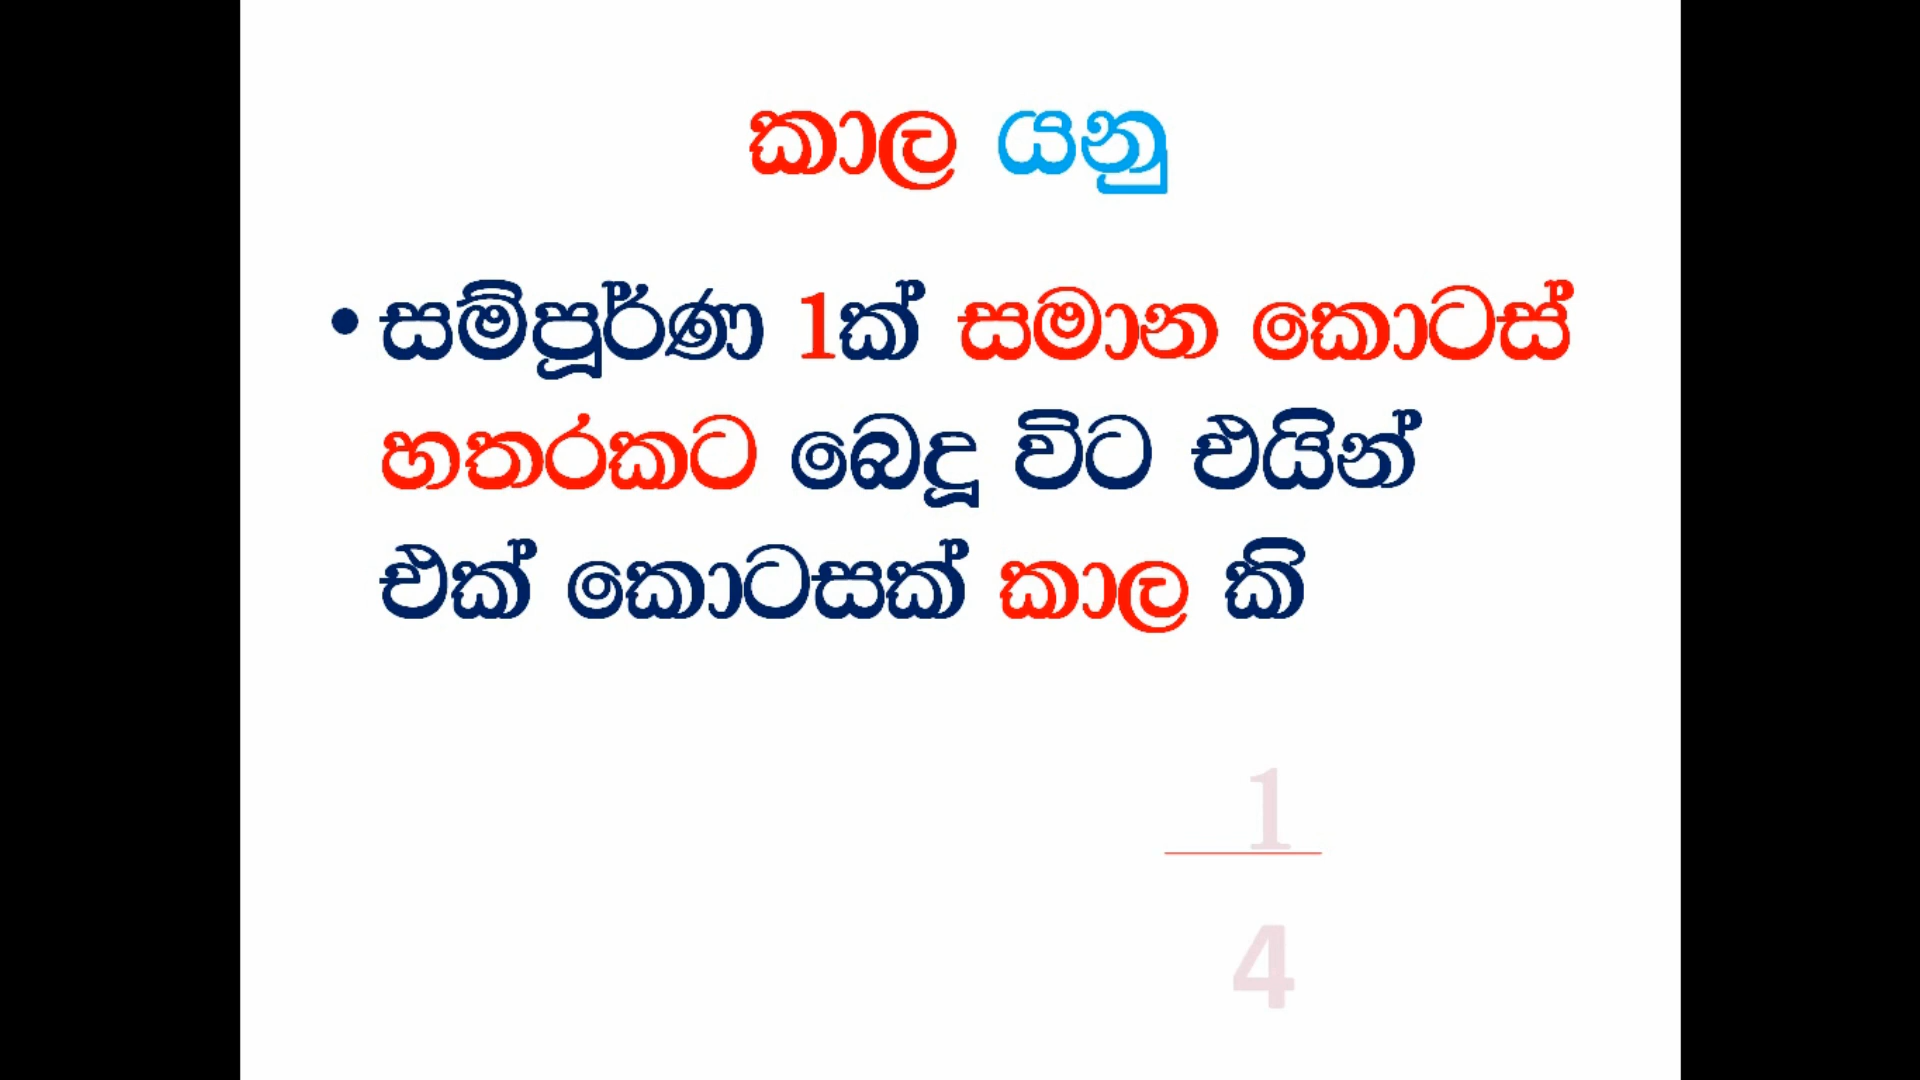 කාල යනු
• සම්පූර්ණ 1ක් සමාන කොටස්
හතරකට බෙදූ විට එයින්
එක් කොටසක් කාල කි
1
4